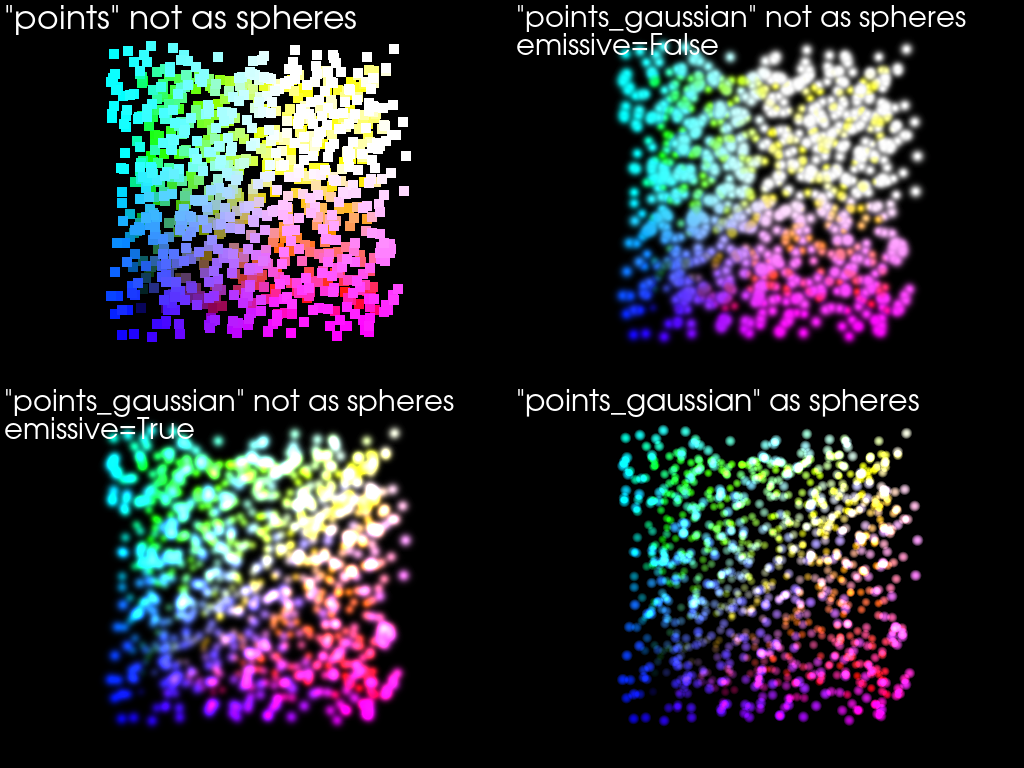 "points" not as spheres
"points_gaussian" not as spheres
emissive=False
"points_gaussian" not as spheres
emissive=True
"points_gaussian" as spheres